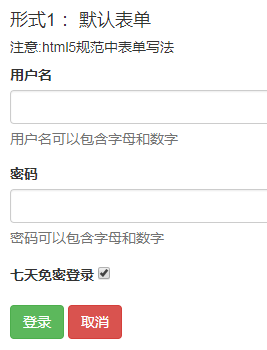 形式1： 默认表单
注意:html5规范中表单写法
用户名
用户名可以包含字母和数字
密码
密码可以包含字母和数字
七天免密登录
登录 取消